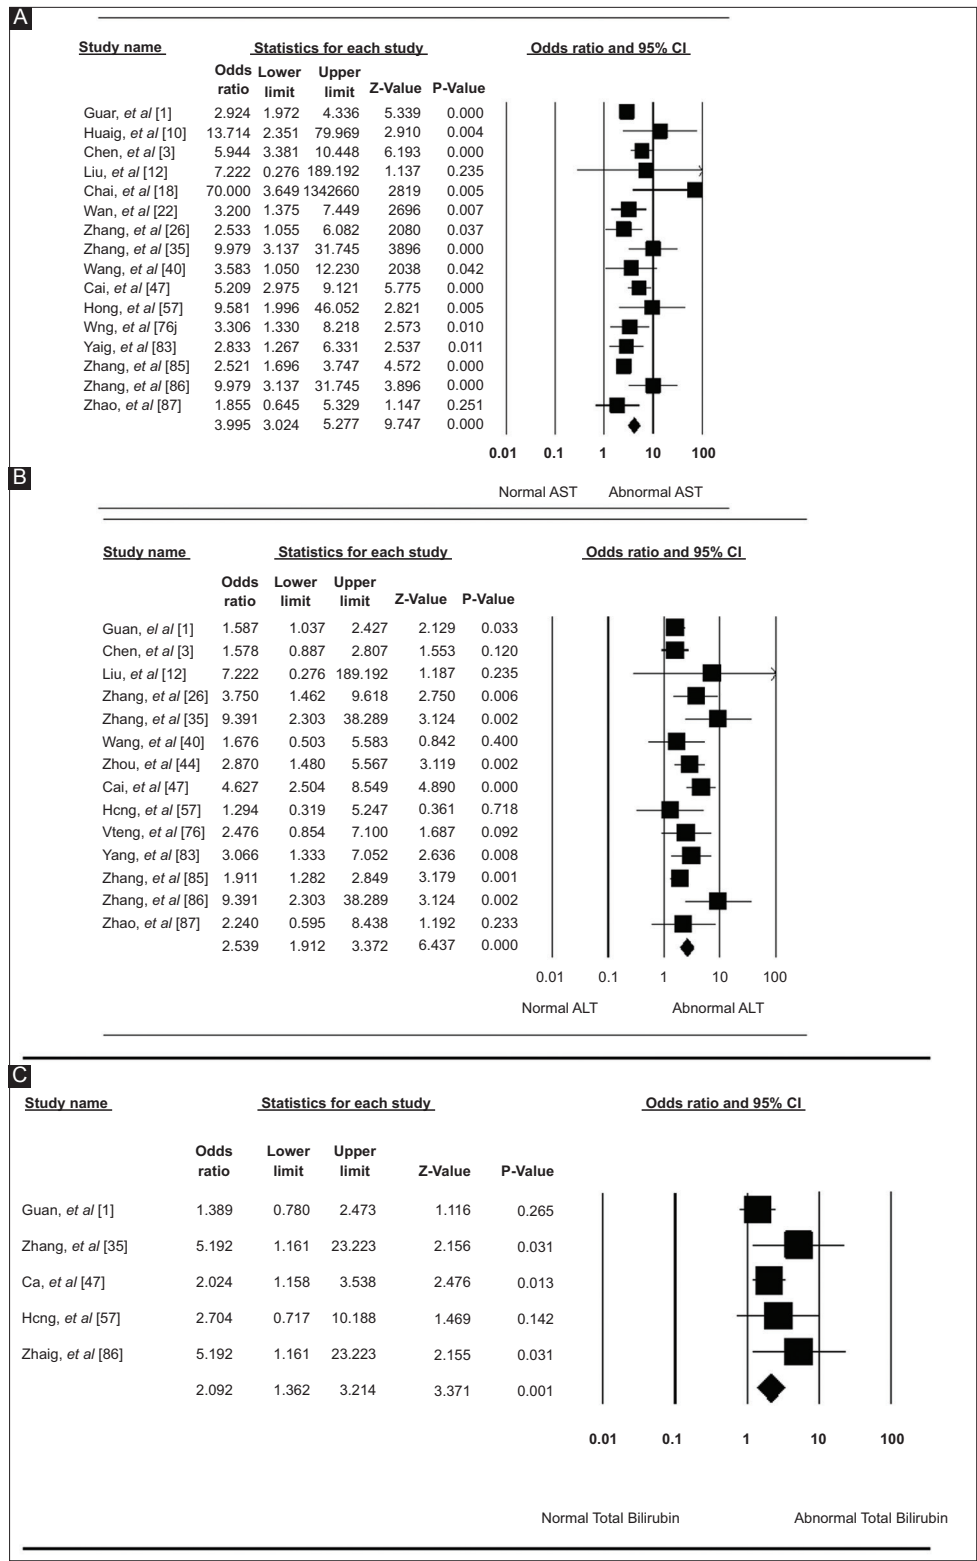 A
Study name Statistics for each study Odds ratio and 95% CI
Odds Lower Upper
ratio limit limit Z-Value P-Value
Guar, et al [1] 2.924 1.972 4.336 5.339 0.000
Huaig, et al [10] 13.714 2.351 79.969 2.910 0.004
Chen, et al [3] 5.944 3.381 10.448 6.193 0.000
Liu, et al [12] 7.222 0.276 189.192 1.137 0.235
Chai, et al [18] 70.000 3.649 1342660 2819 0.005
Wan, et al [22] 3.200 1.375 7.449 2696 0.007
Zhang, et al [26] 2.533 1.055 6.082 2080 0.037
Zhang, et al [35] 9.979 3.137 31.745 3896 0.000
Wang, et al [40] 3.583 1.050 12.230 2038 0.042
Cai, et al [47] 5.209 2.975 9.121 5.775 0.000
Hong, et al [57] 9.581 1.996 46.052 2.821 0.005
Wng, et al [76j 3.306 1.330 8.218 2.573 0.010
Yaig, et al [83] 2.833 1.267 6.331 2.537 0.011
Zhang, et al [85] 2.521 1.696 3.747 4.572 0.000
Zhang, et al [86] 9.979 3.137 31.745 3.896 0.000
Zhao, et al [87] 1.855 0.645 5.329 1.147 0.251
3.995 3.024 5.277 9.747 0.000
0.01 0.1 1 10 100
Normal AST Abnormal AST
B
Study name Statistics for each study Odds ratio and 95% CI
Odds Lower Upper
ratio limit limit Z-Value P-Value
Guan, el al [1] 1.587 1.037 2.427 2.129 0.033
Chen, et al [3] 1.578 0.887 2.807 1.553 0.120
Liu, et al [12] 7.222 0.276 189.192 1.187 0.235
Zhang, et al [26] 3.750 1.462 9.618 2.750 0.006
Zhang, et al [35] 9.391 2.303 38.289 3.124 0.002
Wang, et al [40] 1.676 0.503 5.583 0.842 0.400
Zhou, et al [44] 2.870 1.480 5.567 3.119 0.002
Cai, et al [47] 4.627 2.504 8.549 4.890 0.000
Hcng, et al [57] 1.294 0.319 5.247 0.361 0.718
Vteng, et al [76] 2.476 0.854 7.100 1.687 0.092
Yang, et al [83] 3.066 1.333 7.052 2.636 0.008
Zhang, et al [85] 1.911 1.282 2.849 3.179 0.001
Zhang, et al [86] 9.391 2.303 38.289 3.124 0.002
Zhao, et al [87] 2.240 0.595 8.438 1.192 0.233
2.539 1.912 3.372 6.437 0.000
0.01 0.1 1 10 100
Normal ALT Abnormal ALT
C
Study name Statistics for each study Odds ratio and 95% CI
Odds Lower Upper
ratio limit limit Z-Value P-Value
Guan, et al [1] 1.389 0.780 2.473 1.116 0.265
Zhang, et al [35] 5.192 1.161 23.223 2.156 0.031
Ca, et al [47] 2.024 1.158 3.538 2.476 0.013
Hcng, et al [57] 2.704 0.717 10.188 1.469 0.142
Zhaig, et al [86] 5.192 1.161 23.223 2.155 0.031
2.092 1.362 3.214 3.371 0.001
0.01 0.1 1 10 100
Normal Total Bilirubin Abnormal Total Bilirubin